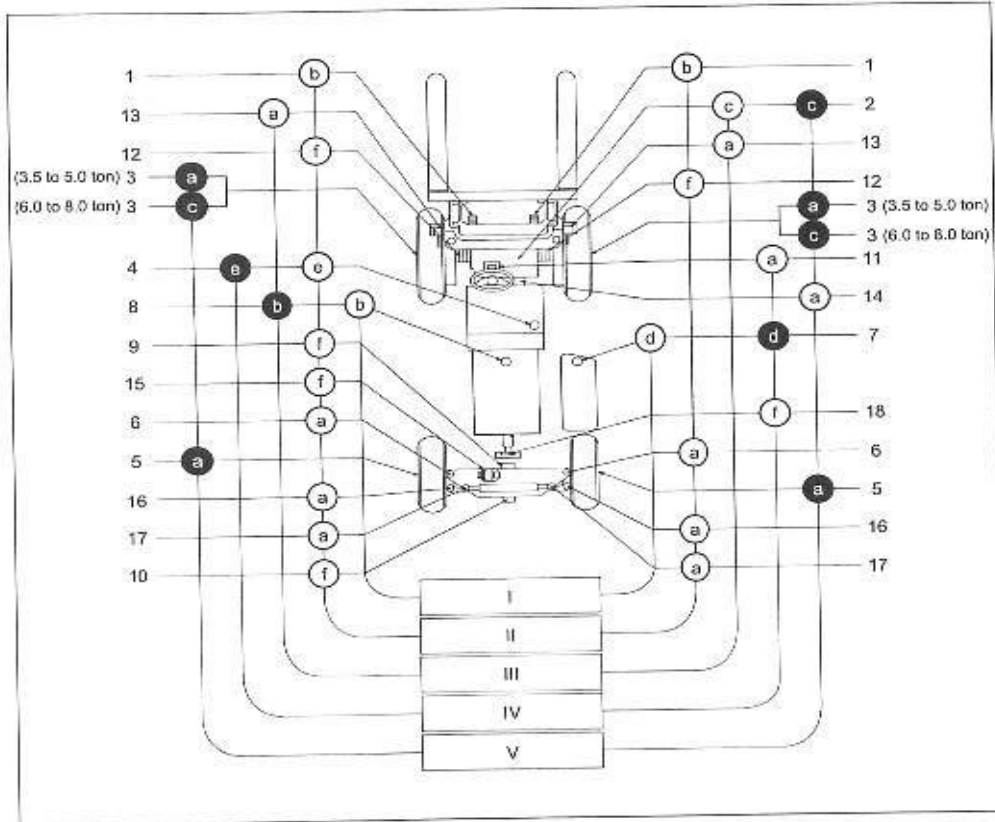 1 b b 1
13 a c c 2
f a 13
12
(3.5 to 5.0 ton) 3 a f 12
(6.0 to 8.0 ton) 3 c a 3 (3.5 to 5.0 ton)
c 3 (6.0 to 8.0 ton)
4 e e a 11
8 b b a 14
9 f d d 7
15 f
6 a f 18
5 a a 6
16 a a 5
17 a a 16
10 f a 17
I
II
III
IV
V